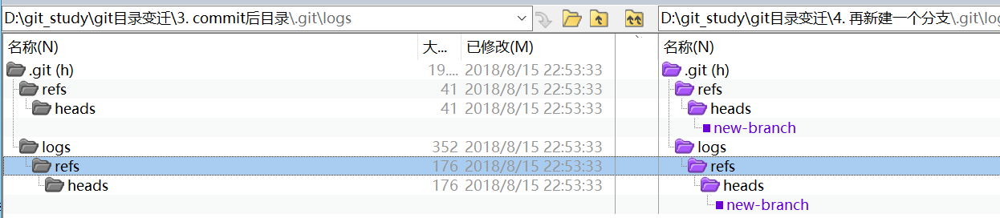 D:\git_study\git目录变迁\3. commit后目录\.git\logs
D:\git_study\git目录变迁\4. 再新建一个分支\.git\log
名称(N) 大... 已修改(M) 名称(N)
.git (h) 19.... 2018/8/15 22:53:33 .git (h)
refs 41 2018/8/15 22:53:33 refs
heads 41 2018/8/15 22:53:33 heads
new-branch
logs 352 2018/8/15 22:53:33 logs
refs 176 2018/8/15 22:53:33 refs
heads 176 2018/8/15 22:53:33 heads
new-branch